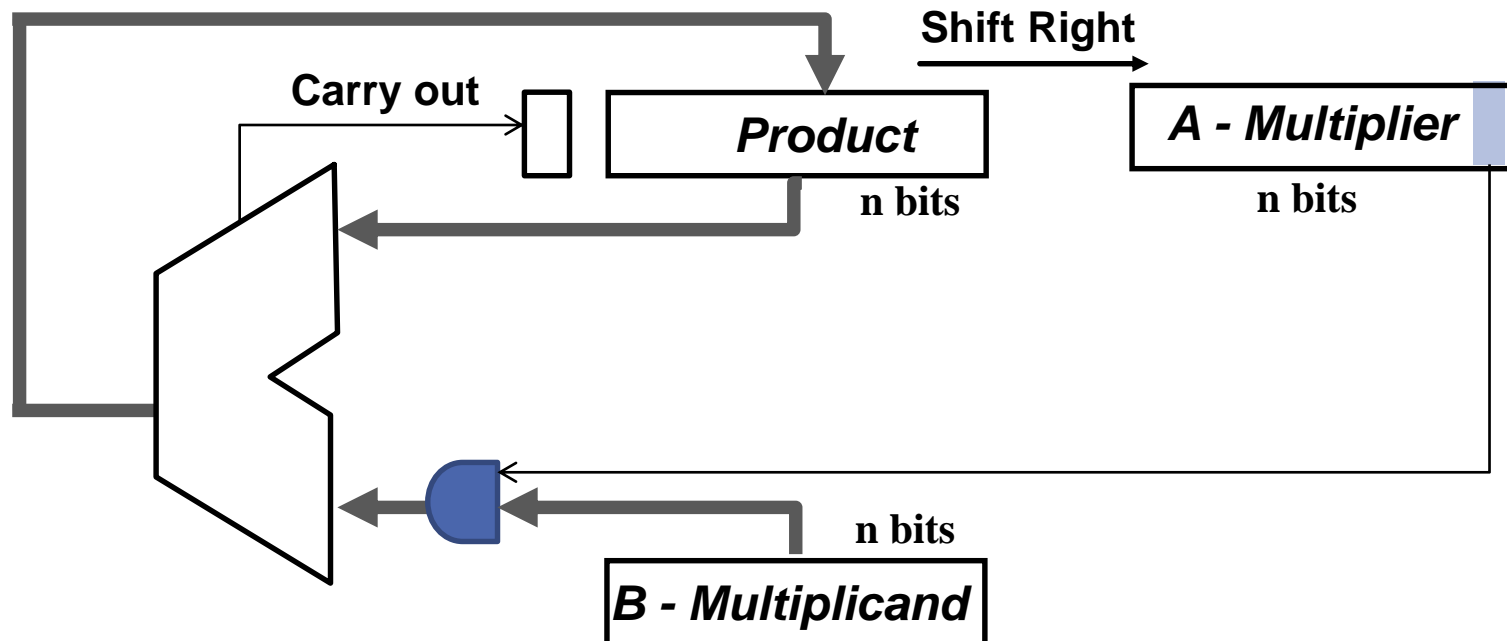 Shift Right
Carry out
Product
A - Multiplier
n bits
n bits
n bits
B - Multiplicand